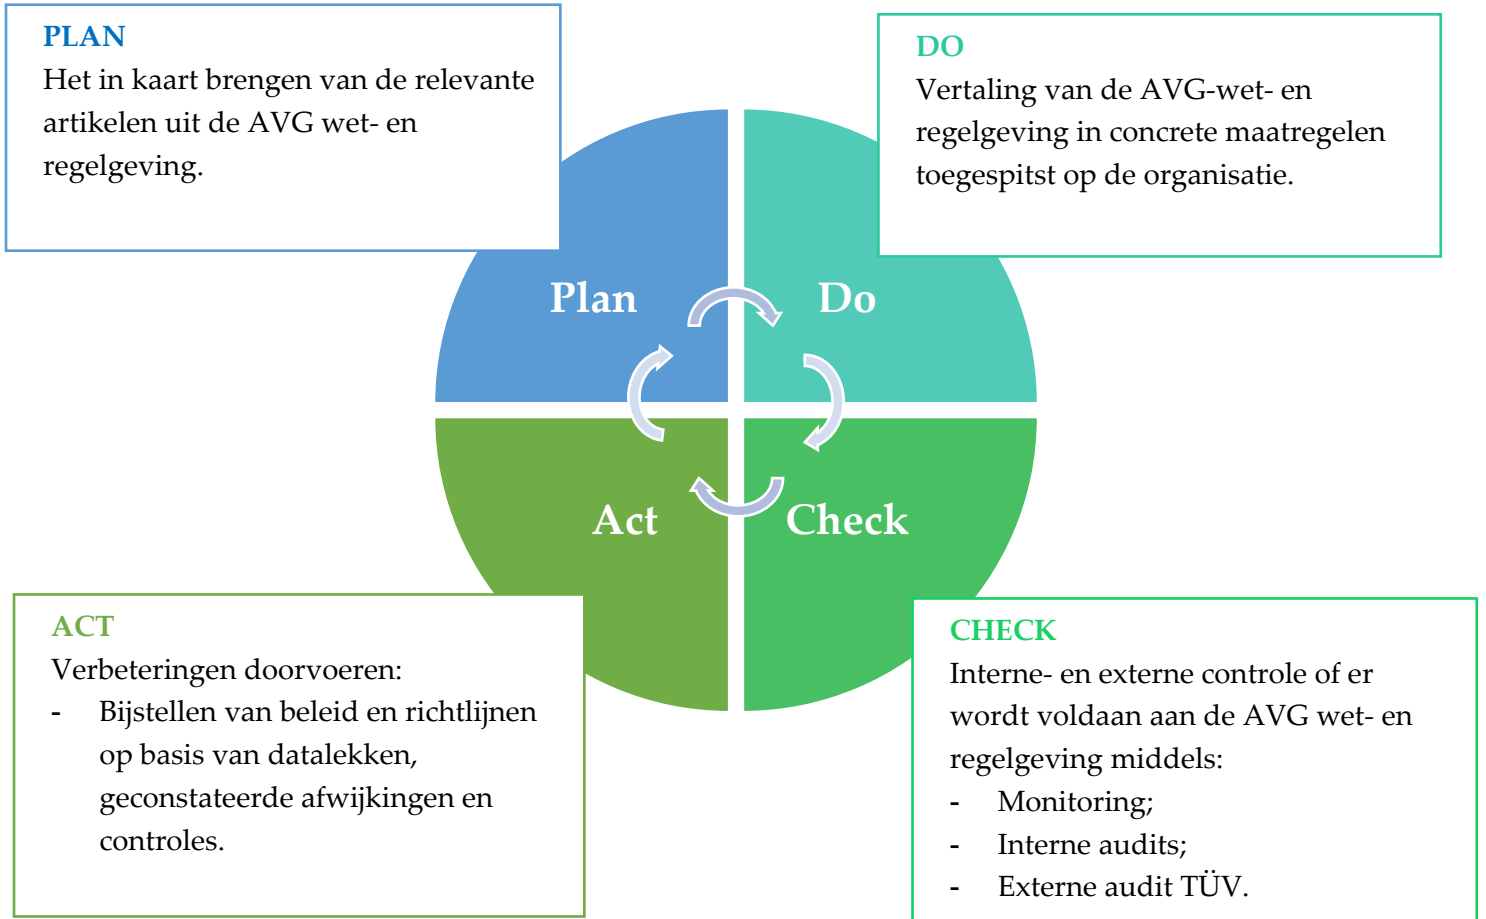 PLAN
Het in kaart brengen van de relevante
artikelen uit de AVG wet- en
regelgeving.
DO
Vertaling van de AVG-wet- en
regelgeving in concrete maatregelen
toegespitst op de organisatie.
Plan
Do
Act
Check
ACT
Verbeteringen doorvoeren:
- Bijstellen van beleid en richtlijnen
op basis van datalekken,
geconstateerde afwijkingen en
controles.
CHECK
Interne- en externe controle of er
wordt voldaan aan de AVG wet- en
regelgeving middels:
- Monitoring;
- Interne audits;
- Externe audit TÜV.